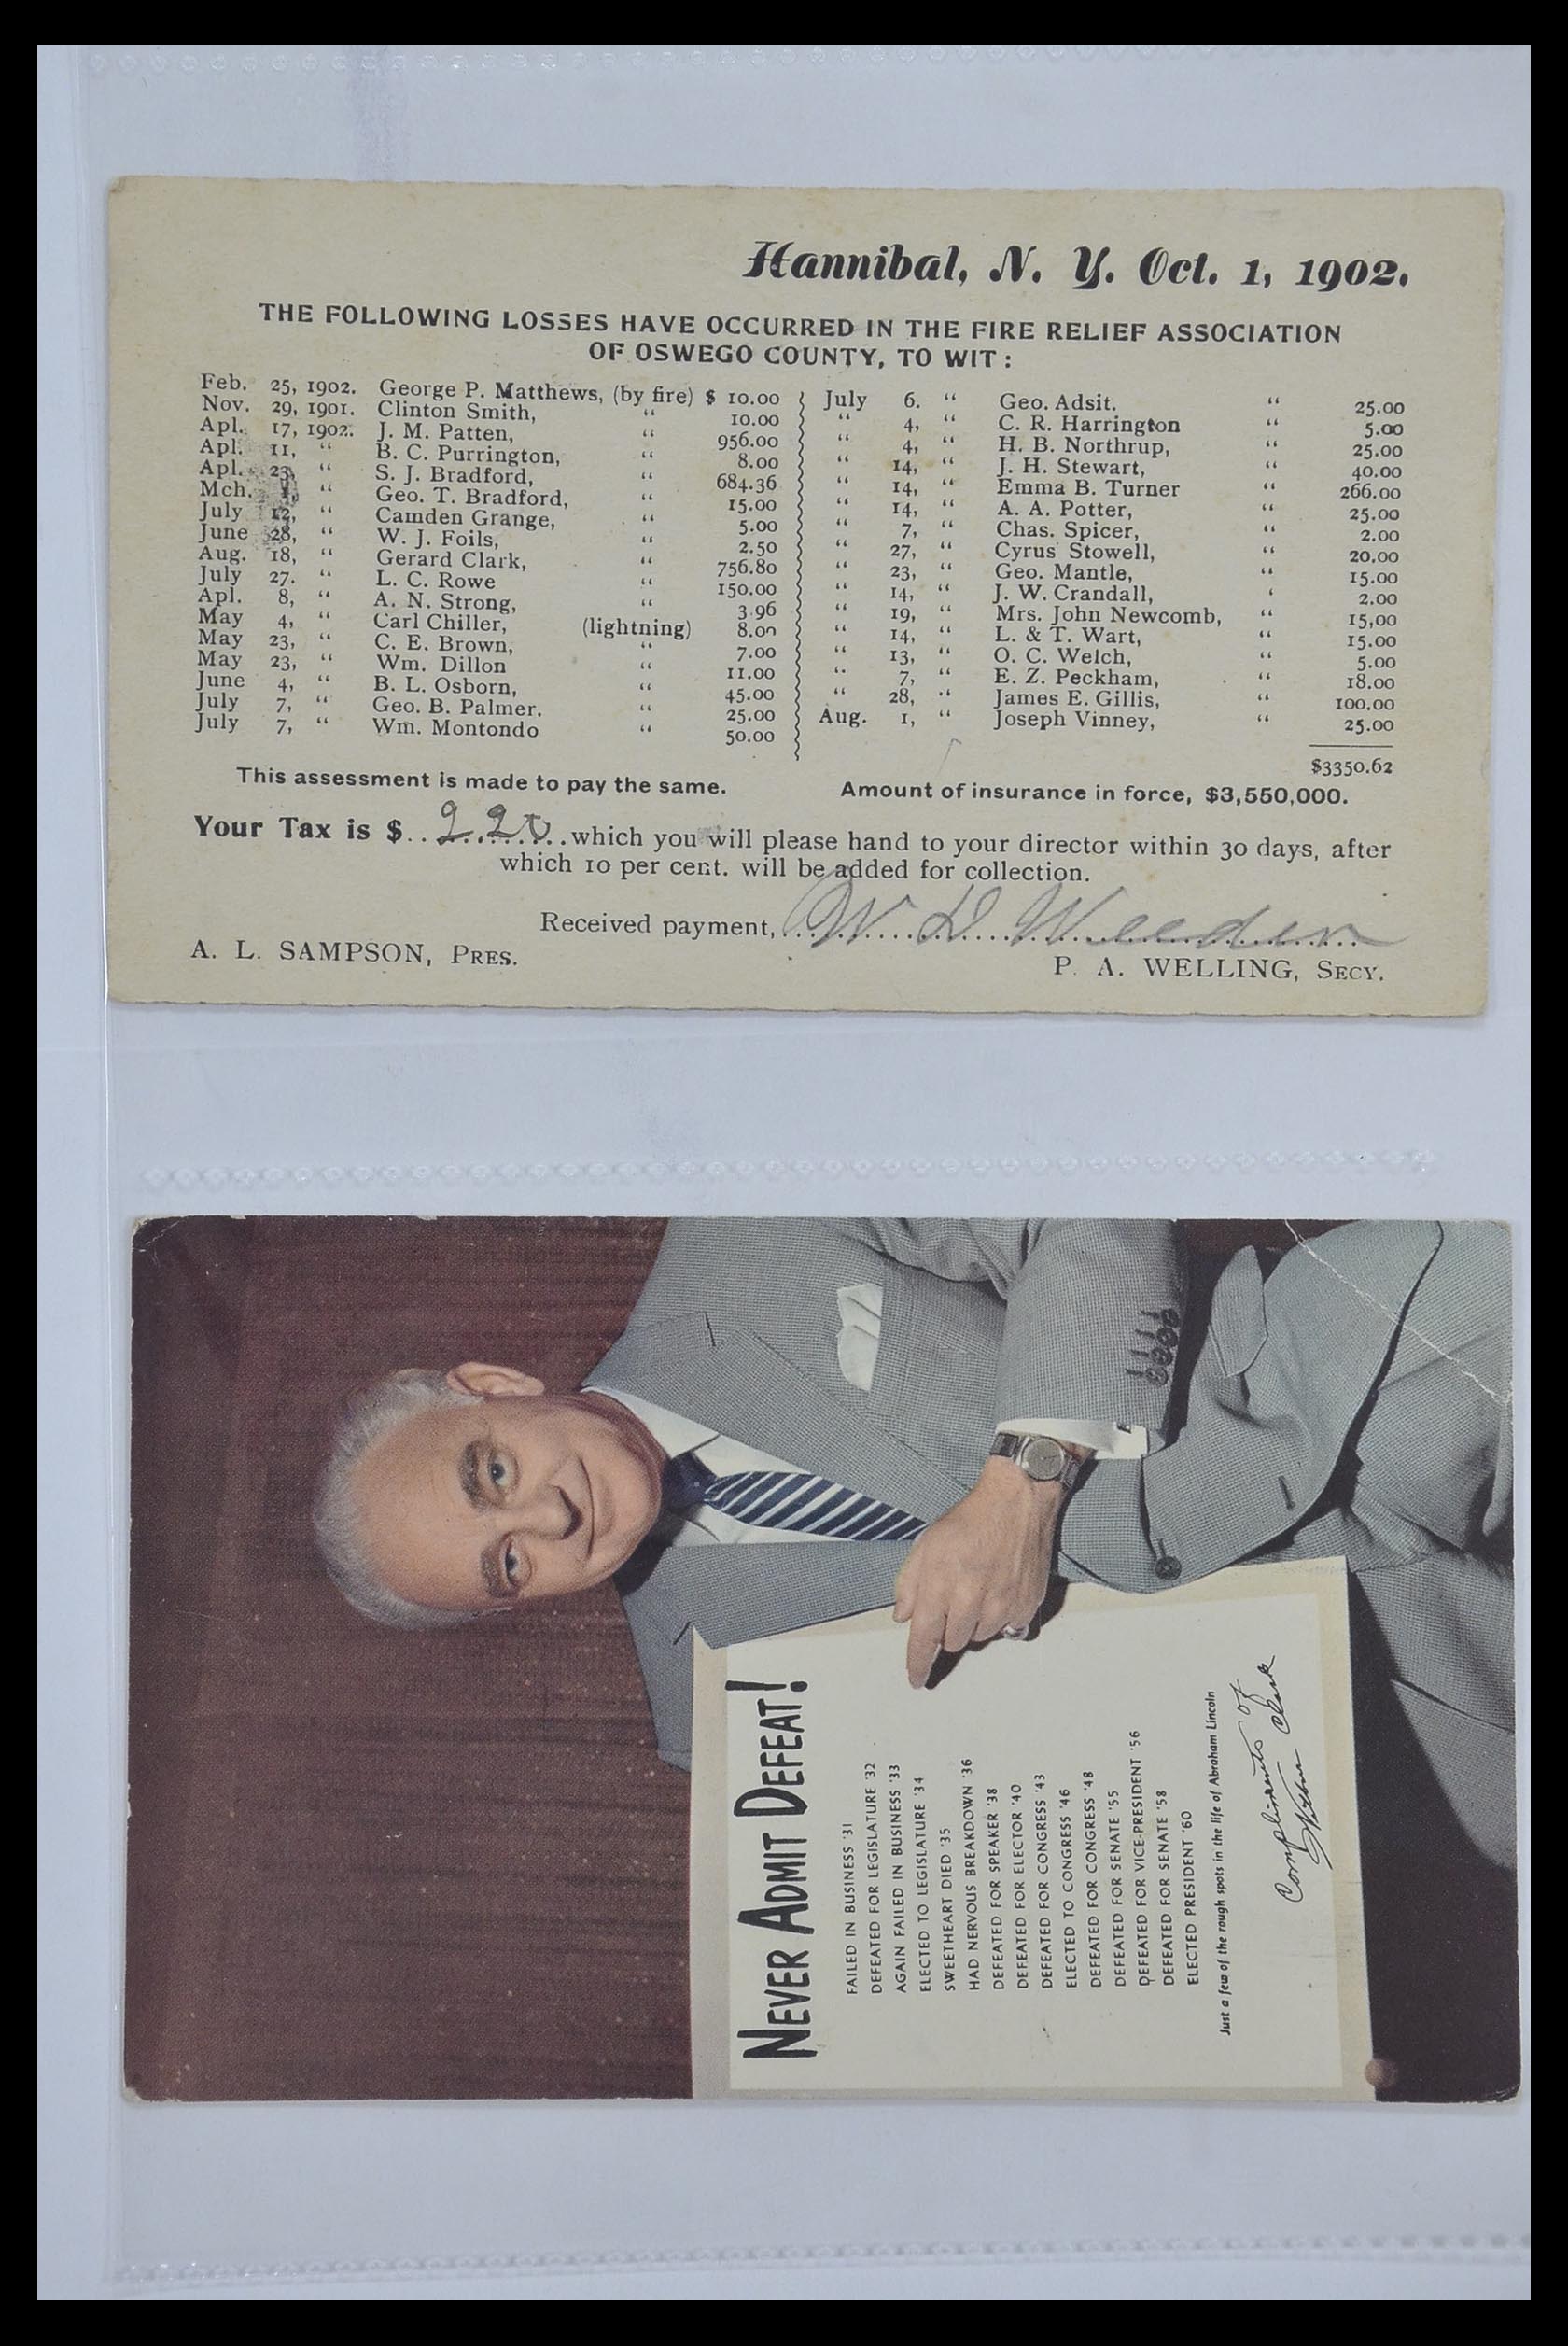 Hannibal, N. Y. Oct. 1, 1902.
THE FOLLOWING LOSSES HAVE OCCURRED IN THE FIRE RELIEF ASSOCIATION
OF OSWEGO COUNTY, TO WIT:
Feb. 25, 1902. George P. Matthews, (by fire) $ 10.00
Nov. 29, 1901. Clinton Smith, “ 10.00
Apl. 17, 1902. J. M. Patten, “ 956.00
Apl. 11, “ B. C. Purrington, “ 8.00
Apl. 23, “ S. J. Bradford, “ 684.36
Mch. “ Geo. T. Bradford, “ 15.00
July 12, “ Camden Grange, “ 5.00
June 28, “ W. J. Foils, “ 2.50
Aug. 18, “ Gerard Clark, “ 756.80
July 27. “ L. C. Rowe “ 150.00
Apl. 8, “ A. N. Strong, “ 3.96
May 4, “ Carl Chiller, (lightning) 8.00
May 23, “ C. E. Brown, “ 7.00
May 23, “ Wm. Dillon “ 11.00
June 4, “ B. L. Osborn, “ 45.00
July 7, “ Geo. B. Palmer. “ 25.00
July 7, “ Wm. Montondo “ 50.00
July 6. “ Geo. Adsit. “ 25.00
“ 4, “ C. R. Harrington “ 5.00
“ 4, “ H. B. Northrup, “ 25.00
“ 14, “ J. H. Stewart, “ 40.00
“ 14, “ Emma B. Turner “ 266.00
“ 14, “ A. A. Potter, “ 25.00
“ 7, “ Chas. Spicer, “ 2.00
“ 27, “ Cyrus Stowell, “ 20.00
“ 23, “ Geo. Mantle, “ 15.00
“ 14, “ J. W. Crandall, ‘ 2.00
“ 19, “ Mrs. John Newcomb, “ 15,00
“ 14, “ L. & T. Wart, “ 15.00
“ 13, “ O. C. Welch, “ 5.00
“ 7, “ E. Z. Peckham, “ 18.00
“ 28, “ James E. Gillis, “ 100.00
Aug. 1, “ Joseph Vinney, “ 25.00
$3350.62
This assessment is made to pay the same.
Amount of insurance in force, $3,550,000.
Your Tax is $..2.20..which you will please hand to your director within 30 days, after
which 10 per cent. will be added for collection.
Received payment, W. D. Weeden
A. L. SAMPSON, PRES.
P. A. WELLING, SECY.
NEVER ADMIT DEFEAT!
FAILED IN BUSINESS '31
DEFEATED FOR LEGISLATURE '32
AGAIN FAILED IN BUSINESS '33
ELECTED TO LEGISLATURE '34
SWEETHEART DIED '35
HAD NERVOUS BREAKDOWN '36
DEFEATED FOR SPEAKER '38
DEFEATED FOR ELECTOR '40
DEFEATED FOR CONGRESS '43
ELECTED TO CONGRESS '46
DEFEATED FOR CONGRESS '48
DEFEATED FOR SENATE '55
DEFEATED FOR VICE-PRESIDENT '56
DEFEATED FOR SENATE '58
ELECTED PRESIDENT '60
Just a few of the rough spots in the life of Abraham Lincoln
Compliments of
Clark